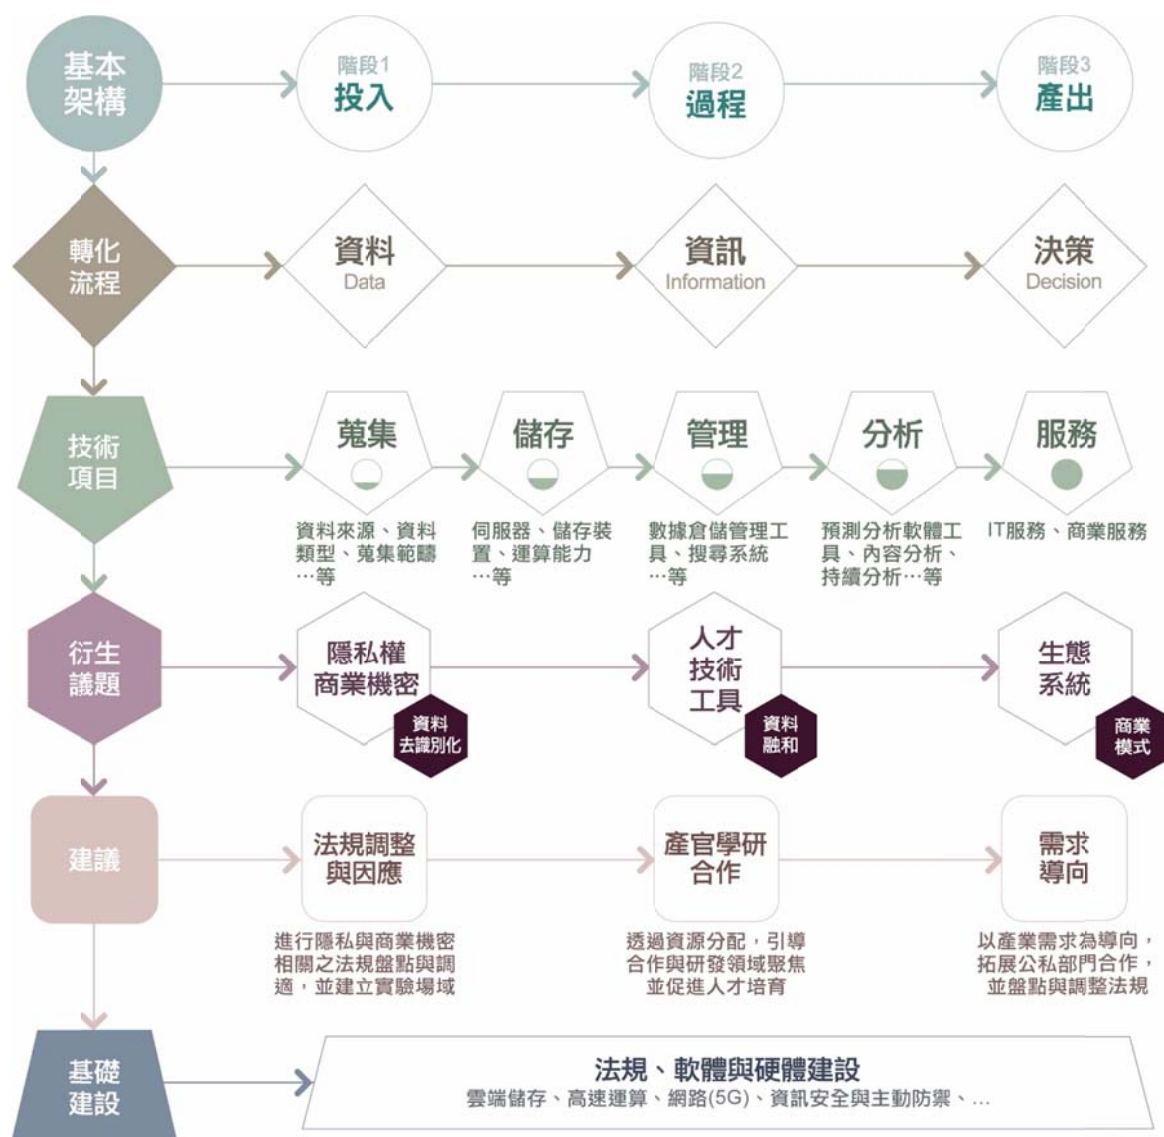 基本
架構
階段1
投入
階段2
過程
階段3
產出
轉化
流程
資料
Data
資訊
Information
決策
Decision
技術
項目
蒐集
儲存
管理
分析
服務
資料來源、資料
類型、蒐集範疇
…等
伺服器、儲存裝
置、運算能力
…等
數據倉儲管理工
具、搜尋系統
…等
預測分析軟體工
具、內容分析、
持續分析…等
IT服務、商業服務
衍生
議題
隱私權
商業機密
資料
去識別化
人才
技術
工具
資料
融和
生態
系統
商業
模式
建議
法規調整
與因應
產官學研
合作
需求
導向
進行隱私與商業機密
相關之法規盤點與調
適，並建立實驗場域
透過資源分配，引導
合作與研發領域聚焦
並促進人才培育
以產業需求為導向，
拓展公私部門合作，
並盤點與調整法規
基礎
建設
法規、軟體與硬體建設
雲端儲存、高速運算、網路(5G)、資訊安全與主動防禦、…